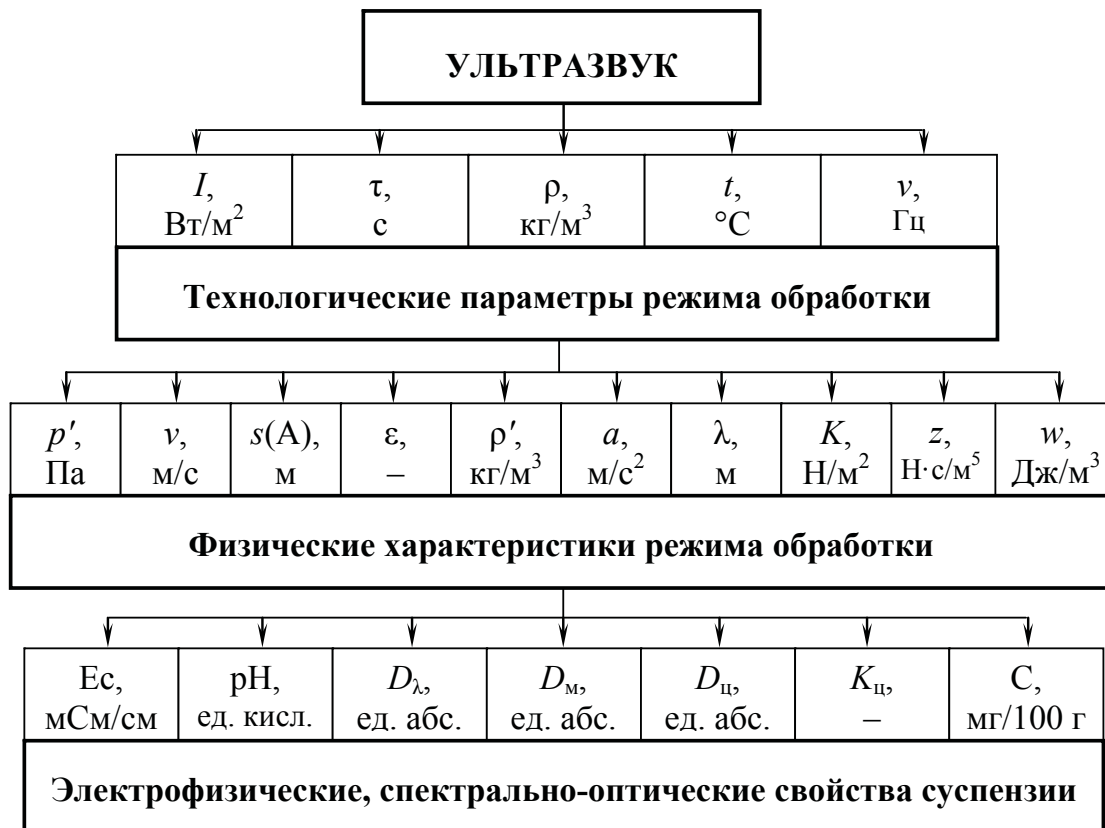 УЛЬТРАЗВУК
I, τ, ρ, t, ν,
Вт/м² с кг/м³ °С Гц
Технологические параметры режима обработки
p′, v, s(А), ε, ρ′, a, λ, K, z, w,
Па м/с м – кг/м³ м/с² м Н/м² Н·с/м⁵ Дж/м³
Физические характеристики режима обработки
Ес, рН, Dλ, Dм, Dц, Kц, С,
мСм/см ед. кисл. ед. абс. ед. абс. ед. абс. – мг/100 г
Электрофизические, спектрально-оптические свойства суспензии